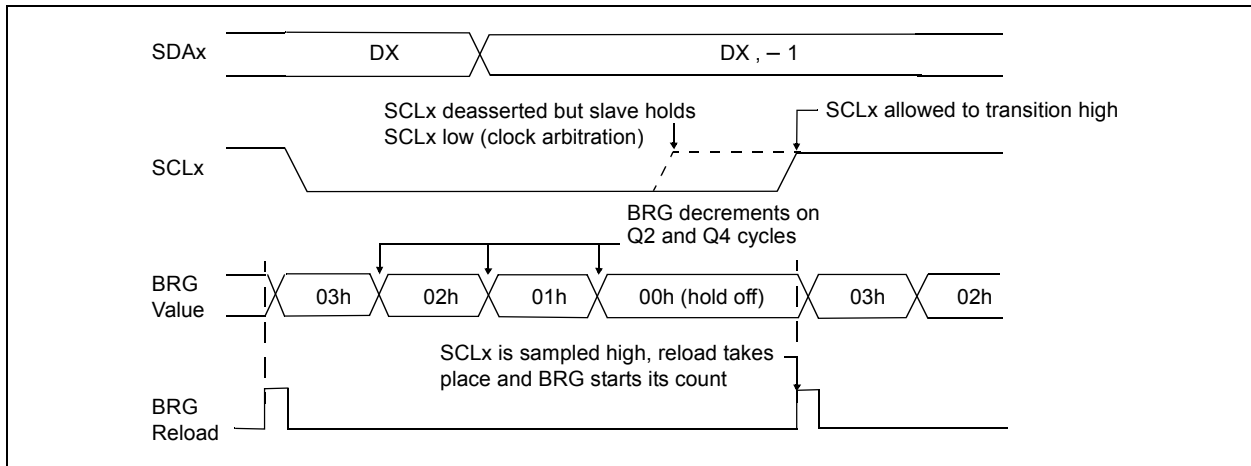 SDAx
DX
DX , – 1
SCLx deasserted but slave holds
SCLx low (clock arbitration)
SCLx allowed to transition high
SCLx
BRG decrements on
Q2 and Q4 cycles
BRG
Value
03h
02h
01h
00h (hold off)
03h
02h
SCLx is sampled high, reload takes
place and BRG starts its count
BRG
Reload